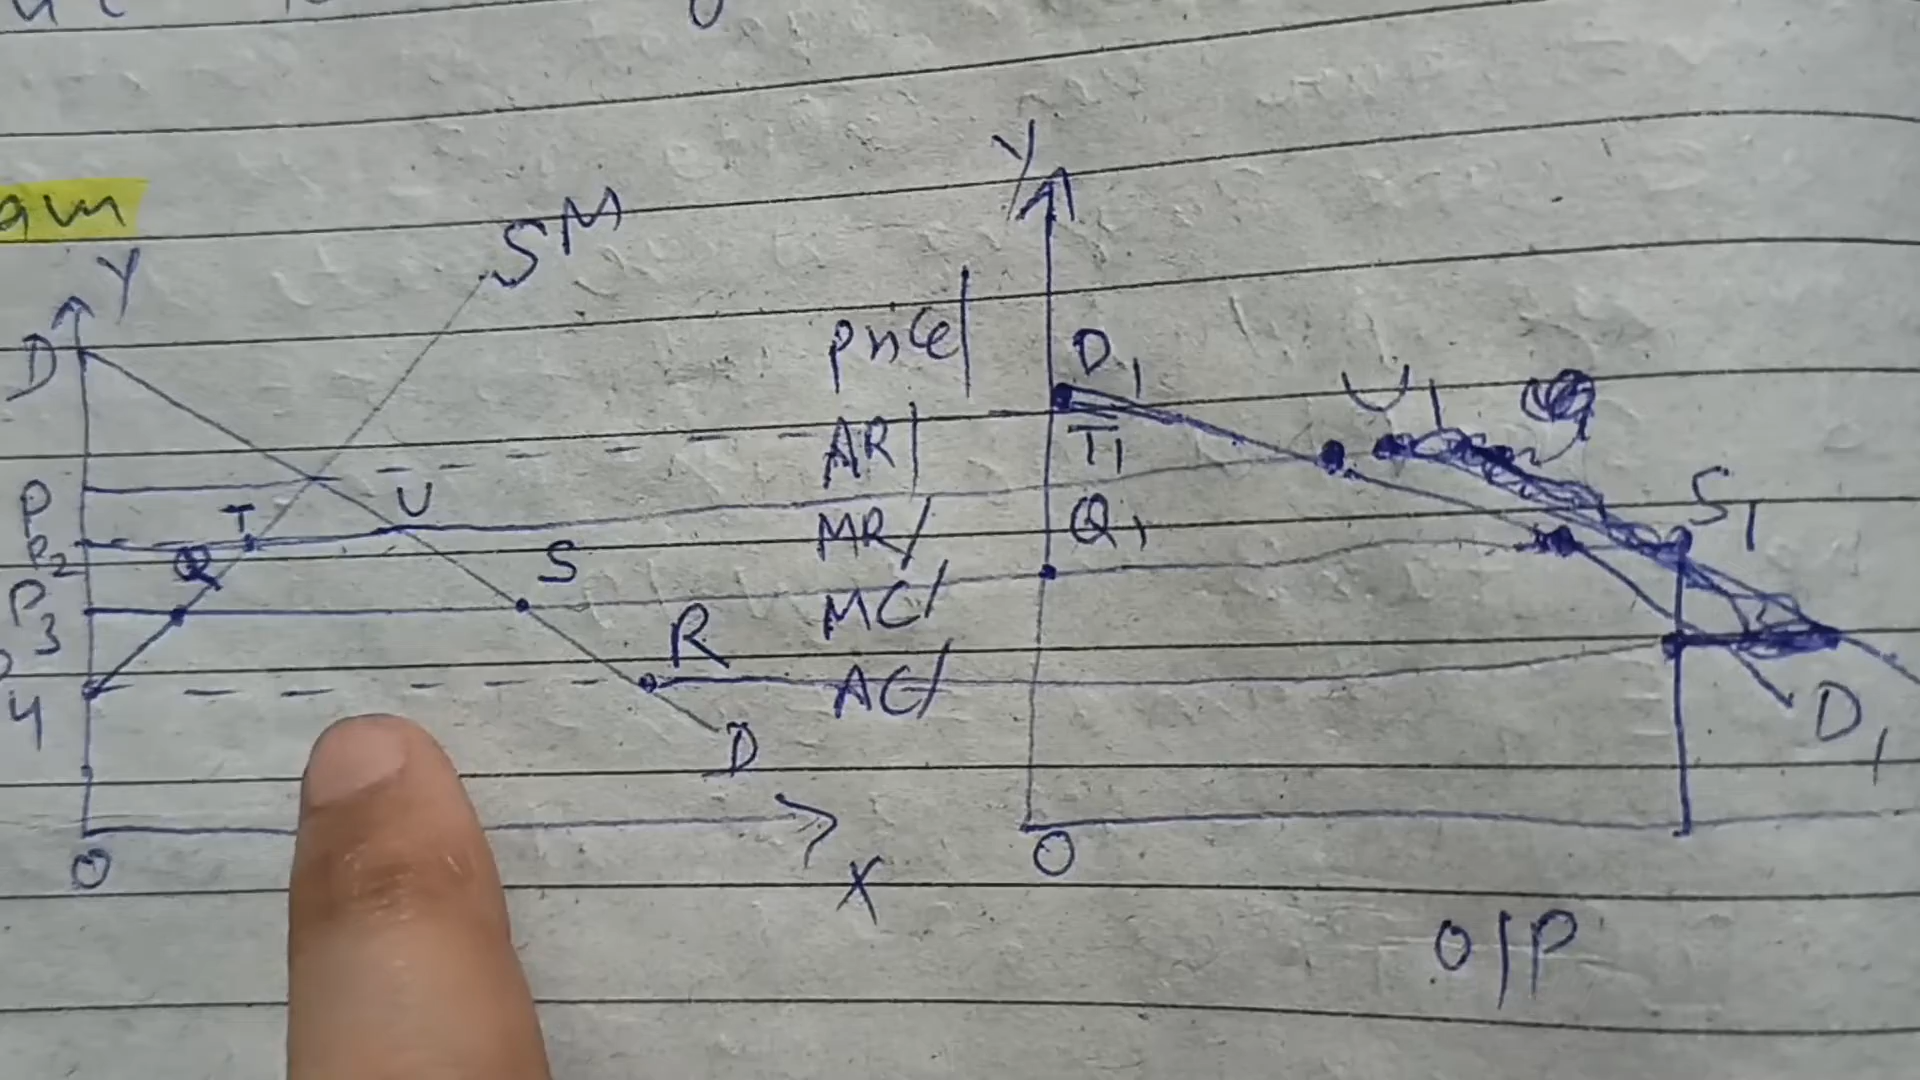 am
Y
D
SM
P
P2
P3
4
T
U
Q
S
R
D
O
X
Y
price/
AR/
MR/
MC/
AC/
D1
T1
Q1
U1
S1
D1
O
O/P